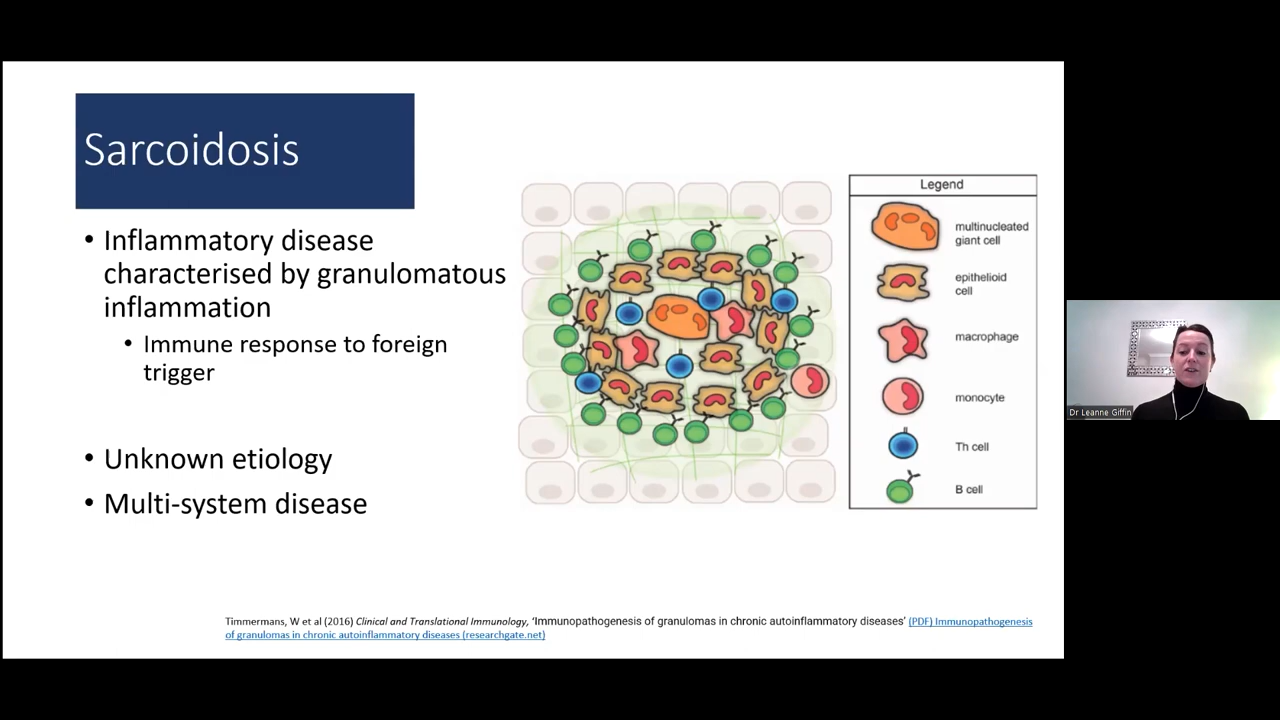 Sarcoidosis
• Inflammatory disease
characterised by granulomatous
inflammation
• Immune response to foreign
trigger
• Unknown etiology
• Multi-system disease
Legend
multinucleated
giant cell
epithelioid
cell
macrophage
monocyte
Th cell
B cell
Timmermans, W et al (2016) Clinical and Translational Immunology, ‘Immunopathogenesis of granulomas in chronic autoinflammatory diseases’ (PDF) Immunopathogenesis
of granulomas in chronic autoinflammatory diseases (researchgate.net)
Dr Leanne Giffin